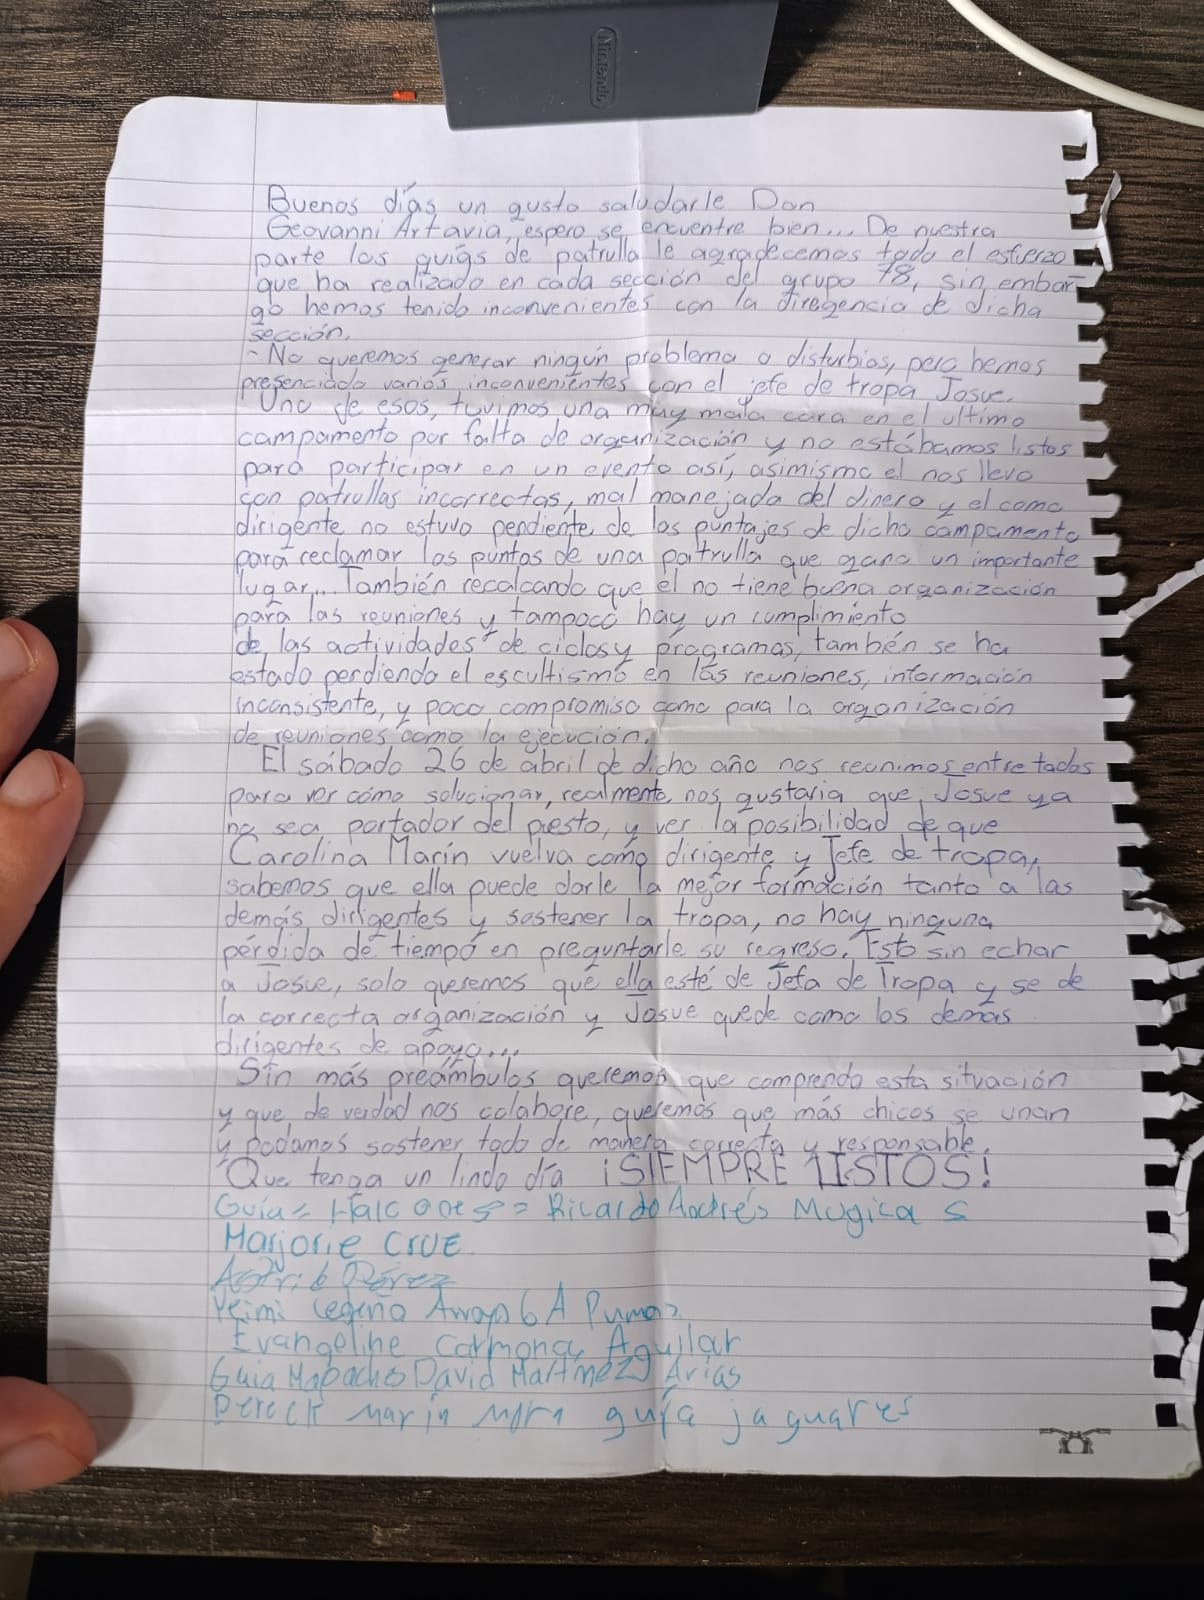 Nintendo
Buenos días un gusto saludarle Don
Geovanni Artavia, espero se encuentre bien... De nuestra
parte los guías de patrulla le agradecemos todo el esfuerzo
que ha realizado en cada sección del grupo 78, sin embar-
go hemos tenido inconvenientes con la diregencia de dicha
sección.
- No queremos generar ningún problema o disturbios, pero hemos
presenciado varios inconvenientes con el jefe de tropa Josue.
Uno de esos, tuvimos una muy mala cara en el ultimo
campamento por falta de organización y no estábamos listos
para participar en un evento así, asimismo el nos llevo
con patrullas incorrectas, mal manejada del dinero y el como
dirigente no estuvo pendiente de los puntajes de dicho campamento
para reclamar los puntos de una patrulla que gano un importante
lugar... También recalcando que el no tiene buena organización
para las reuniones y tampoco hay un cumplimiento
de las actividades de ciclos y programas, tambén se ha
estado perdiendo el escultismo en las reuniones, información
inconsistente, y poco compromiso como para la organización
de reuniones como la ejecución.
El sábado 26 de abril de dicho año nos reunimos entre todos
para ver cómo solucionar, realmente nos gustaria que Josue ya
no sea portador del puesto, y ver la posibilidad de que
Carolina Marín vuelva como dirigente y Jefe de tropa,
sabemos que ella puede darle la mejor formación tanto a los
demás dirigentes y sostener la tropa, no hay ninguna
pérdida de tiempo en preguntarle su regreso. Esto sin echar
a Josue, solo queremos que ella esté de Jefa de Tropa y se de
la correcta organización y Josue quede como los demás
dirigentes de apoyo...
Sin más preámbulos queremos que comprenda esta situación
y que de verdad nos colabore, queremos que más chicos se unan
y podamos sostener todo de manera correcta y responsable.
Que tenga un lindo día ¡SIEMPRE LISTOS!
Guía Halcones = Ricardo Andrés Mugica S
Marjorie CRUE
Pérez
Yeimi Cedeño A Pumas
Evangeline Carmona Aguilar
Guia Mapaches David Martínez Arias
Dereck Marín Mora guía jaguares